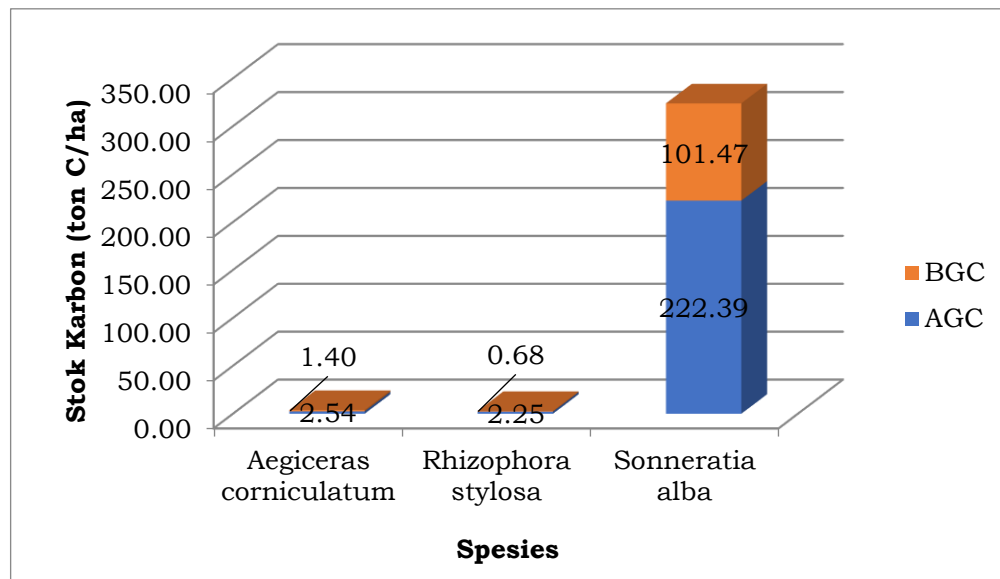 Stok Karbon (ton C/ha)
350.00
300.00
250.00
200.00
150.00
100.00
50.00
0.00
1.40
2.54
0.68
2.25
101.47
222.39
BGC
AGC
Aegiceras
corniculatum
Rhizophora
stylosa
Sonneratia
alba
Spesies